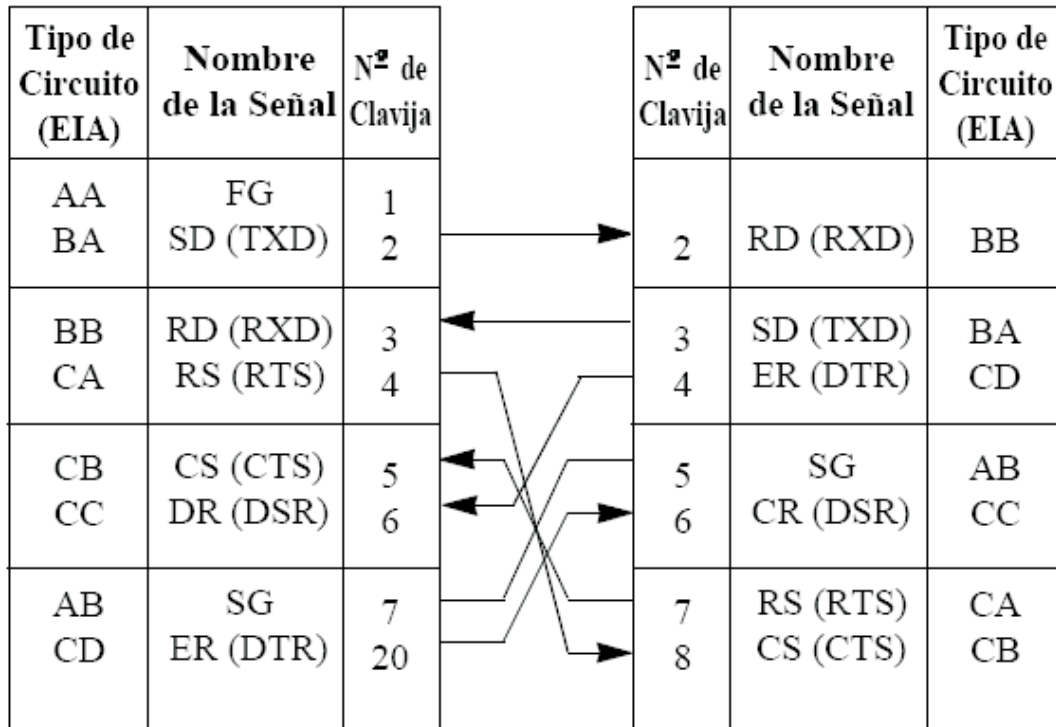 Tipo de Circuito (EIA) Nombre de la Señal Nº de Clavija Nº de Clavija Nombre de la Señal Tipo de Circuito (EIA)
AA FG 1
BA SD (TXD) 2 2 RD (RXD) BB
BB RD (RXD) 3 3 SD (TXD) BA
CA RS (RTS) 4 4 ER (DTR) CD
CB CS (CTS) 5 5 SG AB
CC DR (DSR) 6 6 CR (DSR) CC
AB SG 7 7 RS (RTS) CA
CD ER (DTR) 20 8 CS (CTS) CB